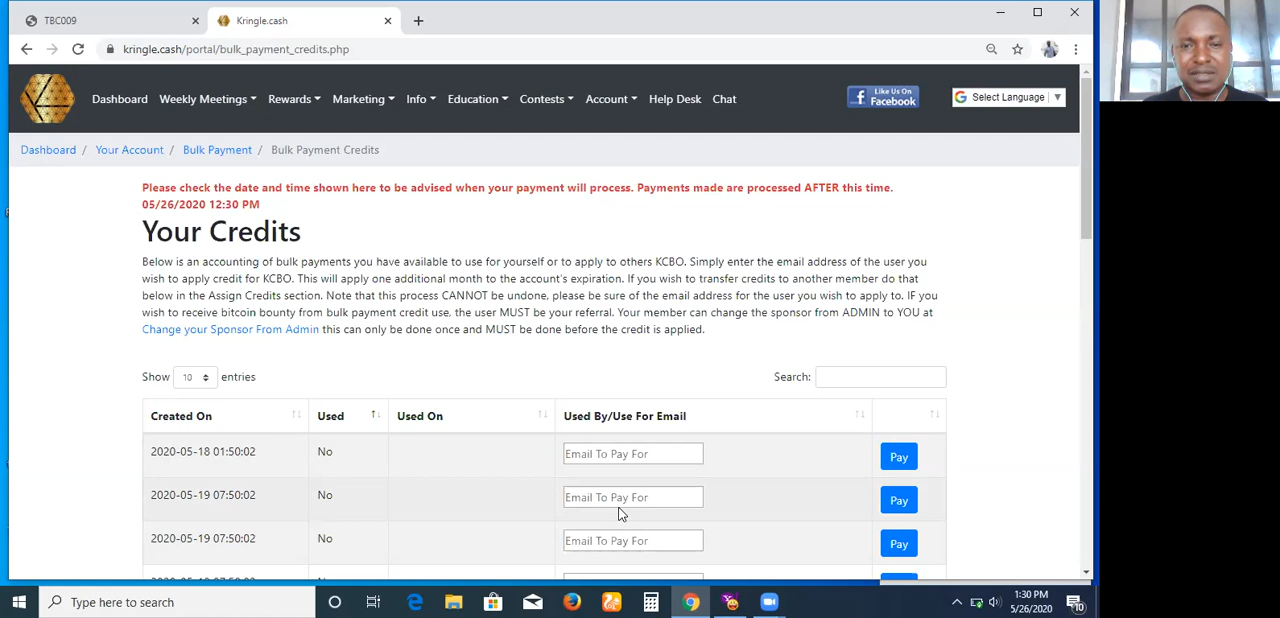 TBC009
Kringle.cash
kringle.cash/portal/bulk_payment_credits.php
Dashboard Weekly Meetings Rewards Marketing Info Education Contests Account Help Desk Chat
Like Us On
Facebook
Select Language
Dashboard / Your Account / Bulk Payment / Bulk Payment Credits
Please check the date and time shown here to be advised when your payment will process. Payments made are processed AFTER this time.
05/26/2020 12:30 PM
Your Credits
Below is an accounting of bulk payments you have available to use for yourself or to apply to others KCBO. Simply enter the email address of the user you
wish to apply credit for KCBO. This will apply one additional month to the account's expiration. If you wish to transfer credits to another member do that
below in the Assign Credits section. Note that this process CANNOT be undone, please be sure of the email address for the user you wish to apply to. IF you
wish to receive bitcoin bounty from bulk payment credit use, the user MUST be your referral. Your member can change the sponsor from ADMIN to YOU at
Change your Sponsor From Admin this can only be done once and MUST be done before the credit is applied.
Show 10 entries Search:
Created On Used Used On Used By/Use For Email
2020-05-18 01:50:02 No Email To Pay For Pay
2020-05-19 07:50:02 No Email To Pay For Pay
2020-05-19 07:50:02 No Email To Pay For Pay
Type here to search
1:30 PM
5/26/2020
10